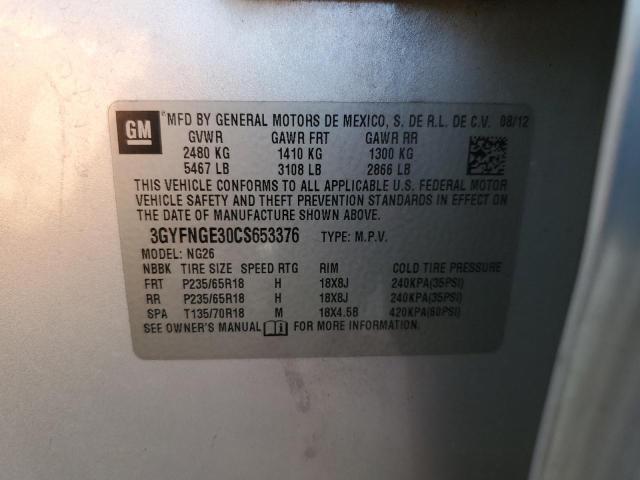 GM
MFD BY GENERAL MOTORS DE MEXICO, S. DE R.L. DE C.V. 08/12
GVWR GAWR FRT GAWR RR
2480 KG 1410 KG 1300 KG
5467 LB 3108 LB 2866 LB
THIS VEHICLE CONFORMS TO ALL APPLICABLE U.S. FEDERAL MOTOR
VEHICLE SAFETY AND THEFT PREVENTION STANDARDS IN EFFECT ON
THE DATE OF MANUFACTURE SHOWN ABOVE.
3GYFNGE30CS653376 TYPE: M.P.V.
MODEL: NG26
NBBK TIRE SIZE SPEED RTG RIM COLD TIRE PRESSURE
FRT P235/65R18 H 18X8J 240KPA(35PSI)
RR P235/65R18 H 18X8J 240KPA(35PSI)
SPA T135/70R18 M 18X4.5B 420KPA(60PSI)
SEE OWNER'S MANUAL FOR MORE INFORMATION.